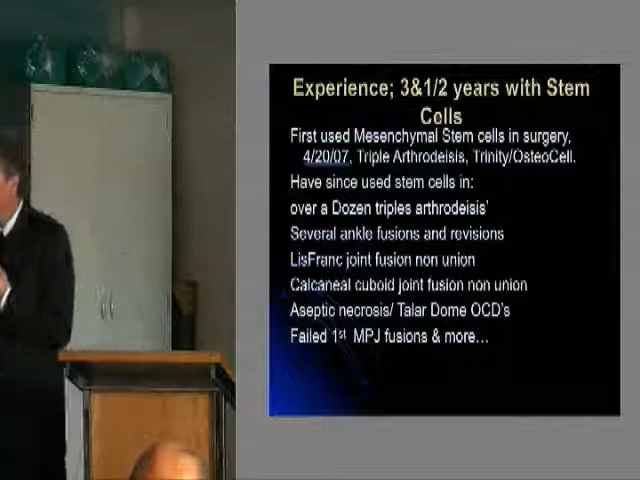 Experience; 3&1/2 years with Stem
Cells
First used Mesenchymal Stem cells in surgery,
4/20/07, Triple Arthrodeisis, Trinity/OsteoCel.
Have since used stem cells in:
over a Dozen triples arthrodeisis'
Several ankle fusions and revisions
LisFranc joint fusion non union
Calcaneal cuboid joint fusion non union
Aseptic necrosis/ Talar Dome OCD's
Failed 1st MPJ fusions & more...